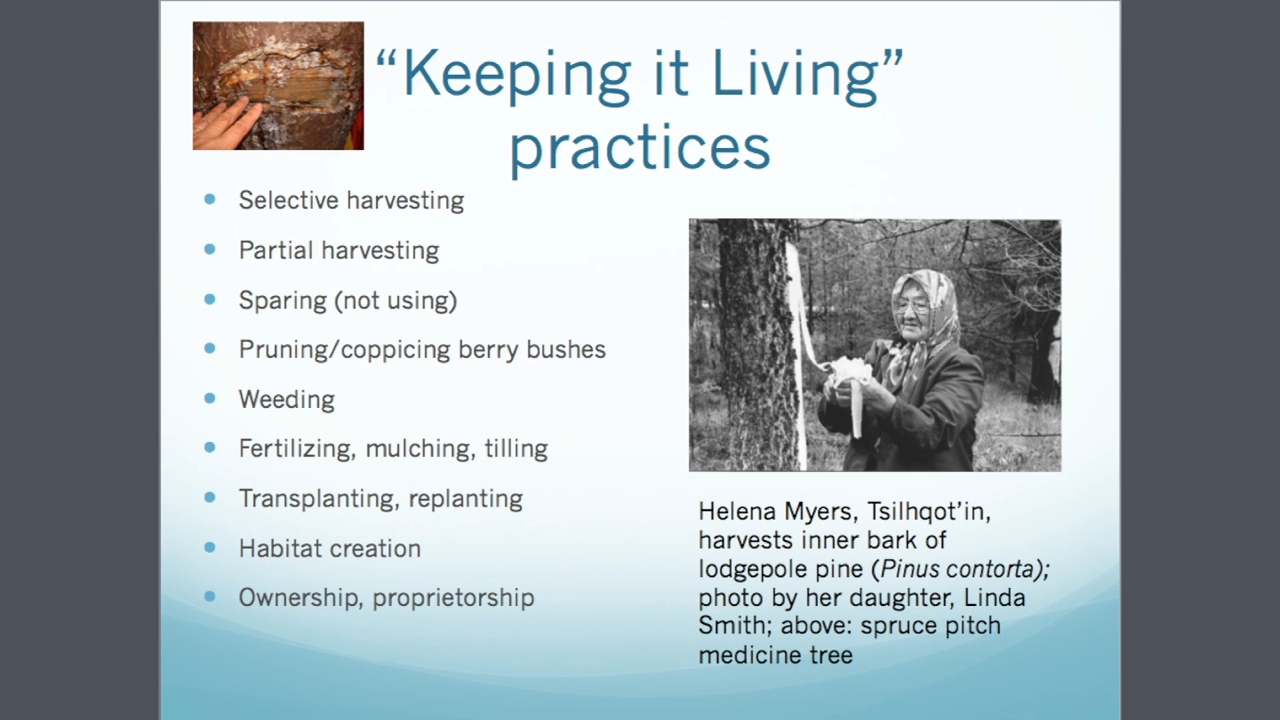 “Keeping it Living”
practices
Selective harvesting
Partial harvesting
Sparing (not using)
Pruning/coppicing berry bushes
Weeding
Fertilizing, mulching, tilling
Transplanting, replanting
Habitat creation
Ownership, proprietorship
Helena Myers, Tsilhqot’in,
harvests inner bark of
lodgepole pine (Pinus contorta);
photo by her daughter, Linda
Smith; above: spruce pitch
medicine tree